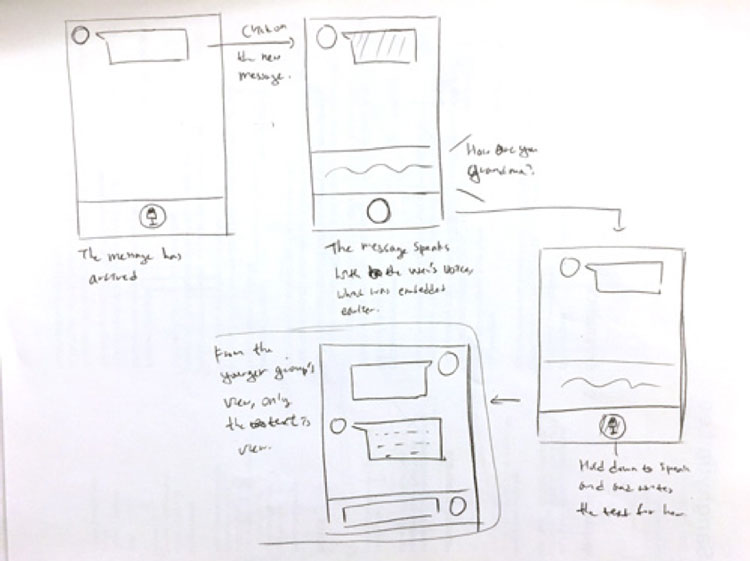 Click on
the new
message.
The message has
arrived
How are you
Grandma?
The message speaks
with the user's voice,
which was embedded
earlier.
Hold down to speak
and writes
the text for her
From the
younger group's
view, only
the text is
view.